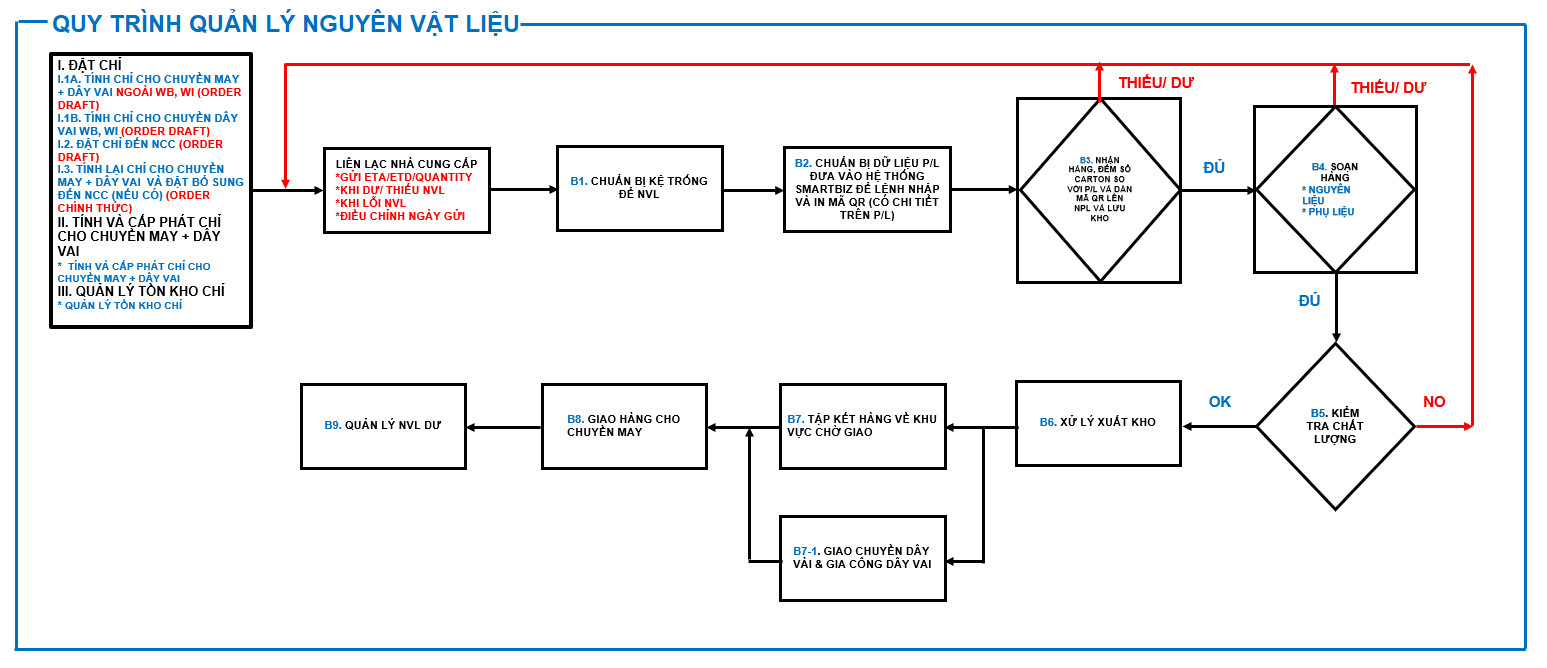 QUY TRÌNH QUẢN LÝ NGUYÊN VẬT LIỆU
I. ĐẶT CHỈ
I.1A. TÍNH CHỈ CHO CHUYỀN MAY
+ DÂY VAI NGOÀI WB, WI (ORDER
DRAFT)
I.1B. TÍNH CHỈ CHO CHUYỀN DÂY
VAI WB, WI (ORDER DRAFT)
I.2. ĐẶT CHỈ ĐẾN NCC (ORDER
DRAFT)
I.3. TÍNH LẠI CHỈ CHO CHUYỀN
MAY + DÂY VAI VÀ ĐẶT BỔ SUNG
ĐẾN NCC (NẾU CÓ) (ORDER
CHÍNH THỨC)
II. TÍNH VÀ CẤP PHÁT CHỈ
CHO CHUYỀN MAY + DÂY
VAI
* TÍNH VÀ CẤP PHÁT CHỈ CHO
CHUYỀN MAY + DÂY VAI
III. QUẢN LÝ TỒN KHO CHỈ
* QUẢN LÝ TỒN KHO CHỈ
LIÊN LẠC NHÀ CUNG CẤP
*GỬI ETA/ETD/QUANTITY
*KHI DƯ/ THIẾU NVL
*KHI LỖI NVL
*ĐIỀU CHỈNH NGÀY GỬI
B1. CHUẨN BỊ KỆ TRỐNG
ĐỂ NVL
B2. CHUẨN BỊ DỮ LIỆU P/L
ĐƯA VÀO HỆ THỐNG
SMARTBIZ ĐỂ LỆNH NHẬP
VÀ IN MÃ QR (CÓ CHI TIẾT
TRÊN P/L)
B3. NHẬN
HÀNG, ĐẾM SỐ
CARTON SO
VỚI P/L VÀ DÁN
MÃ QR LÊN
NPL VÀ LƯU
KHO
THIẾU/ DƯ
ĐỦ
B4. SOẠN
HÀNG
* NGUYÊN
LIỆU
* PHỤ LIỆU
THIẾU/ DƯ
ĐỦ
B5. KIỂM
TRA CHẤT
LƯỢNG
NO
OK
B6. XỬ LÝ XUẤT KHO
B7. TẬP KẾT HÀNG VỀ KHU
VỰC CHỜ GIAO
B7-1. GIAO CHUYỀN DÂY
VẢI & GIA CÔNG DÂY VAI
B8. GIAO HÀNG CHO
CHUYỀN MAY
B9. QUẢN LÝ NVL DƯ